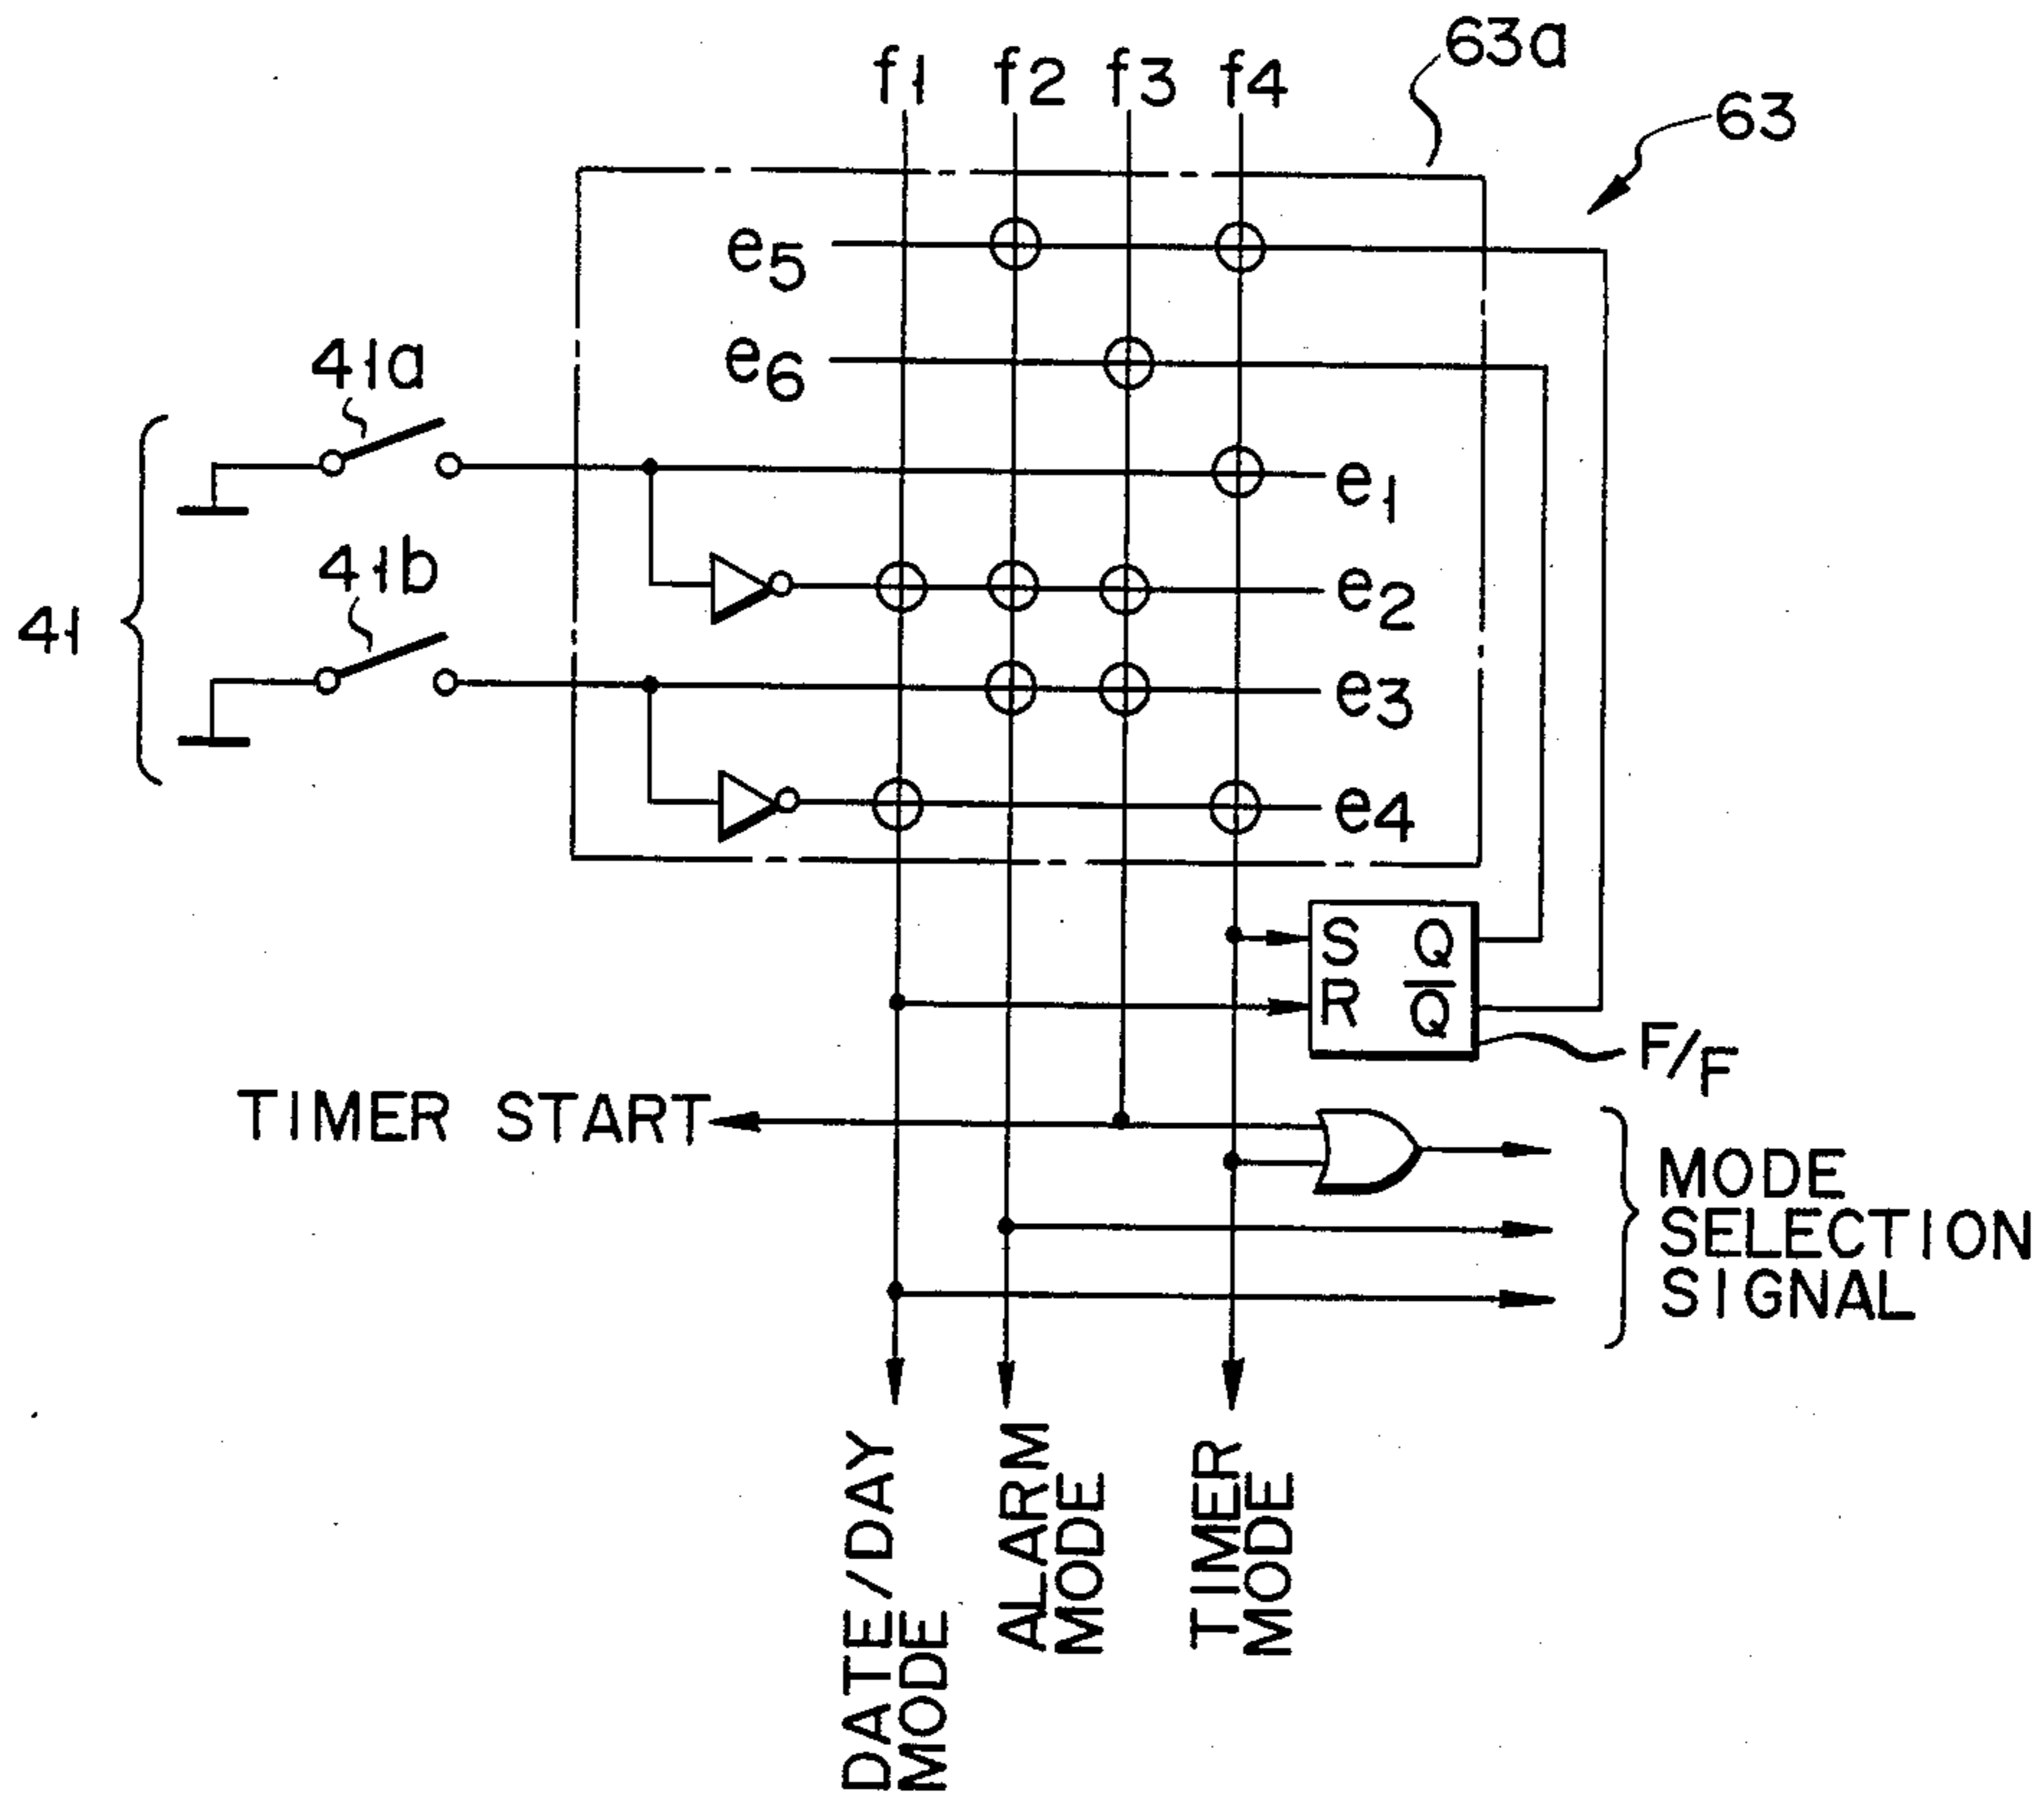 f1 f2 f3 f4
63a
63
e5
e6
41a
e1
41b
e2
41
e3
e4
S Q
R Q̅
F/F
TIMER START
MODE
SELECTION
SIGNAL
DATE/DAY
MODE
ALARM
MODE
TIMER
MODE